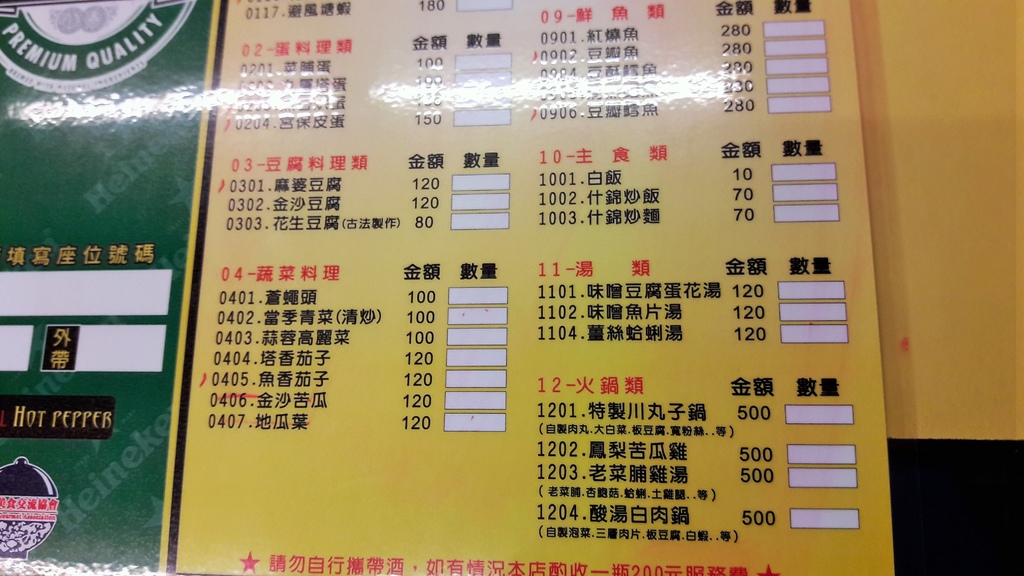 PREMIUM QUALITY
填寫座位號碼
外帶
HOT PEPPER
美食交流協會
Heineken
0117.避風塘蝦 180
02-蛋料理類 金額 數量
0201.菜脯蛋 100
0204.宮保皮蛋 150
03-豆腐料理類 金額 數量
0301.麻婆豆腐 120
0302.金沙豆腐 120
0303.花生豆腐(古法製作) 80
04-蔬菜料理 金額 數量
0401.蒼蠅頭 100
0402.當季青菜(清炒) 100
0403.蒜蓉高麗菜 100
0404.塔香茄子 120
0405.魚香茄子 120
0406.金沙苦瓜 120
0407.地瓜葉 120
09-鮮魚類
0901.紅燒魚 280
0902.豆瓣魚 280
0904.豆酥鱈魚 280
0906.豆瓣鱈魚 280
10-主食類 金額 數量
1001.白飯 10
1002.什錦炒飯 70
1003.什錦炒麵 70
11-湯類 金額 數量
1101.味噌豆腐蛋花湯 120
1102.味噌魚片湯 120
1104.薑絲蛤蜊湯 120
12-火鍋類 金額 數量
1201.特製川丸子鍋 500
(自製肉丸.大白菜.板豆腐.寬粉絲..等)
1202.鳳梨苦瓜雞 500
1203.老菜脯雞湯 500
(老菜脯.杏鮑菇.蛤蜊.土雞腿..等)
1204.酸湯白肉鍋 500
(自製泡菜.三層肉片.板豆腐.白蝦..等)
★ 請勿自行攜帶酒，如有情況本店酌收一瓶200元服務費 ★